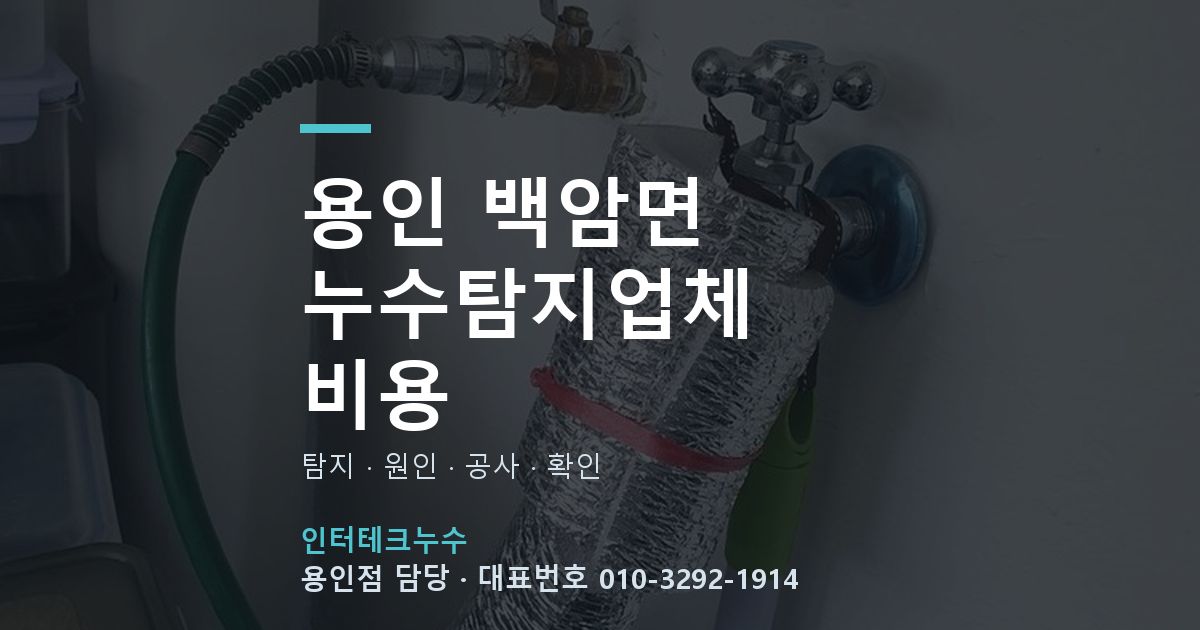 용인 백암면
누수탐지업체
비용
탐지 · 원인 · 공사 · 확인
인터테크누수
용인점 담당 · 대표번호 010-3292-1914